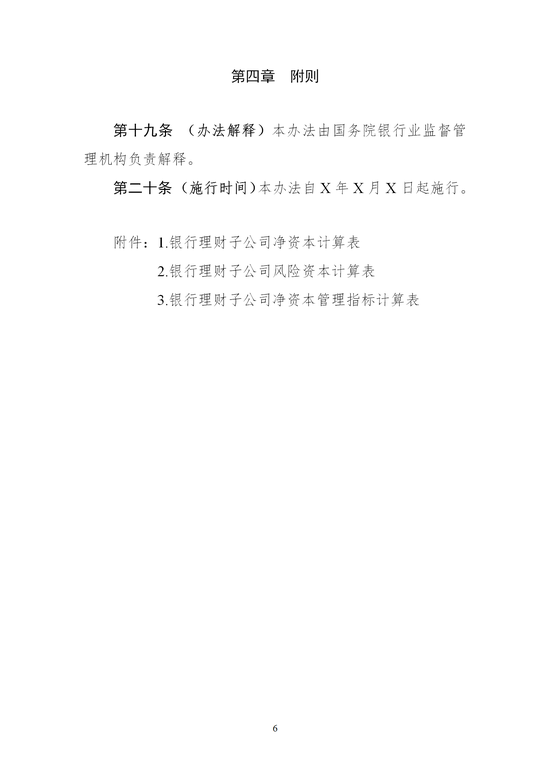 第四章　附则
第十九条 （办法解释）本办法由国务院银行业监督管
理机构负责解释。
第二十条（施行时间）本办法自 X 年 X 月 X 日起施行。
附件：1.银行理财子公司净资本计算表
2.银行理财子公司风险资本计算表
3.银行理财子公司净资本管理指标计算表
6